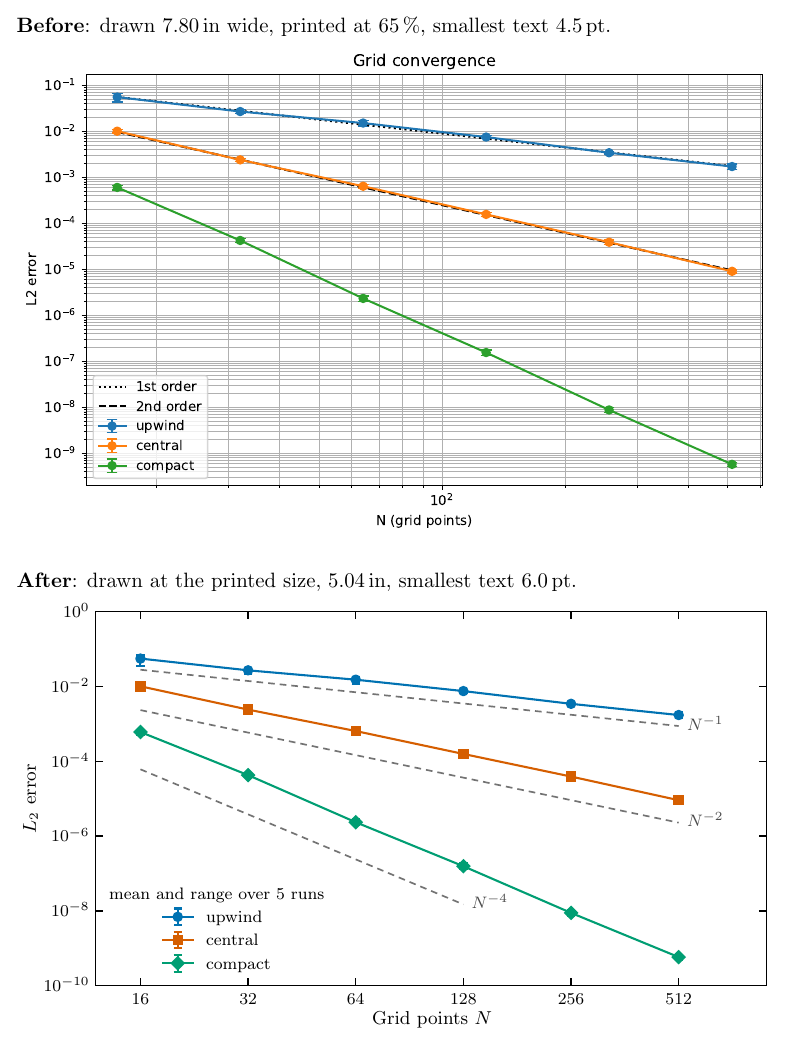 Before: drawn 7.80 in wide, printed at 65 %, smallest text 4.5 pt.
Grid convergence
10⁻¹
10⁻²
10⁻³
10⁻⁴
10⁻⁵
10⁻⁶
10⁻⁷
10⁻⁸
10⁻⁹
L2 error
1st order
2nd order
upwind
central
compact
10²
N (grid points)
After: drawn at the printed size, 5.04 in, smallest text 6.0 pt.
10⁰
10⁻²
10⁻⁴
10⁻⁶
10⁻⁸
10⁻¹⁰
L₂ error
N⁻¹
N⁻²
N⁻⁴
mean and range over 5 runs
upwind
central
compact
16 32 64 128 256 512
Grid points N